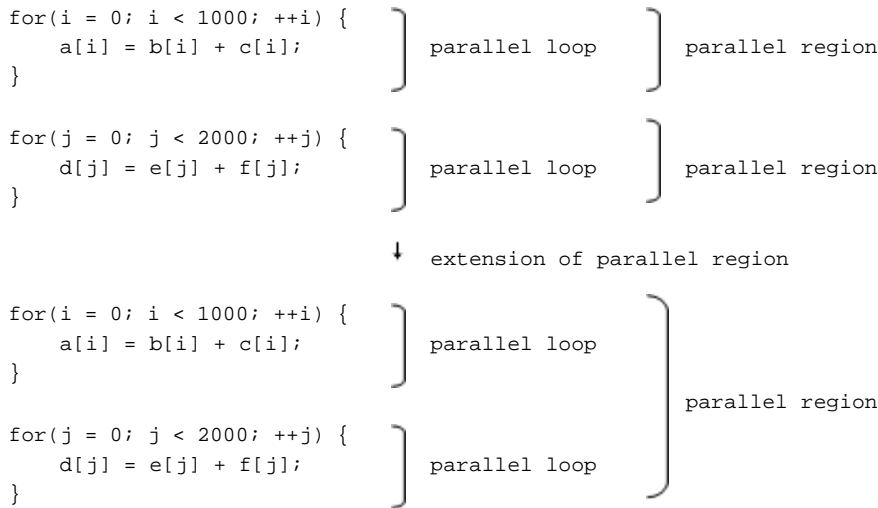 for(i = 0; i < 1000; ++i) {
    a[i] = b[i] + c[i];    parallel loop    parallel region
}
for(j = 0; j < 2000; ++j) {
    d[j] = e[j] + f[j];    parallel loop    parallel region
}
extension of parallel region
for(i = 0; i < 1000; ++i) {
    a[i] = b[i] + c[i];    parallel loop
}
parallel region
for(j = 0; j < 2000; ++j) {
    d[j] = e[j] + f[j];    parallel loop
}